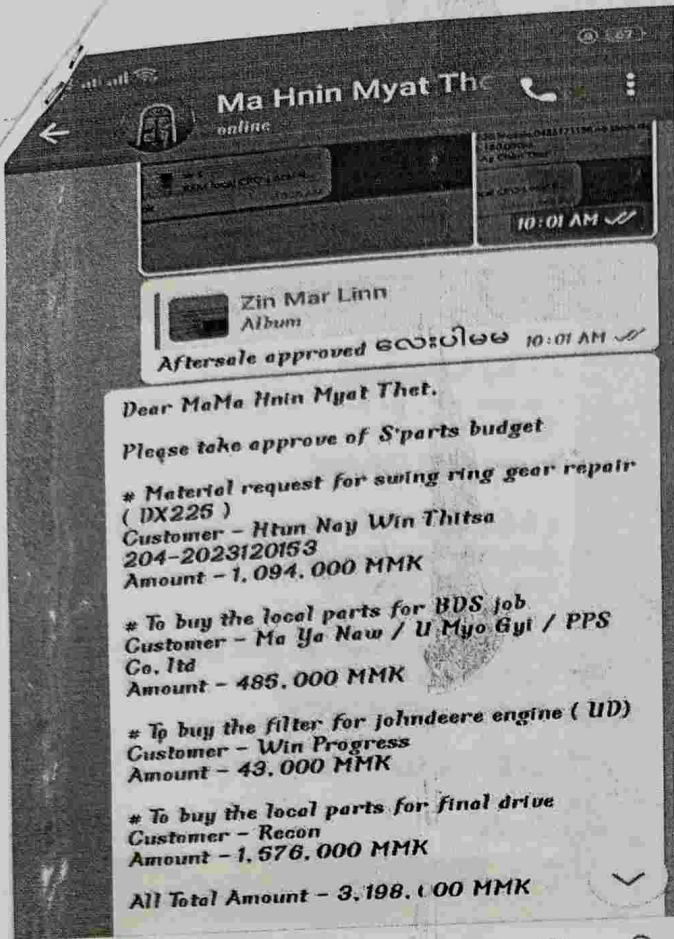 Ma Hnin Myat The
online
10:01 AM
Zin Mar Linn
Album
Aftersale approved လေးပါမမ 10:01 AM
Dear MaMa Hnin Myat Thet.
Please take approve of S'parts budget
# Material request for swing ring gear repair
( DX225 )
Customer - Htun Nay Win Thitsa
204-2023120153
Amount - 1,094,000 MMK
# To buy the local parts for BDS job
Customer - Ma Ya Naw / U Myo Gyi / PPS
Co. ltd
Amount - 485,000 MMK
# To buy the filter for johndeere engine ( UD)
Customer - Win Progress
Amount - 43,000 MMK
# To buy the local parts for final drive
Customer - Recon
Amount - 1,576,000 MMK
All Total Amount - 3,198,000 MMK